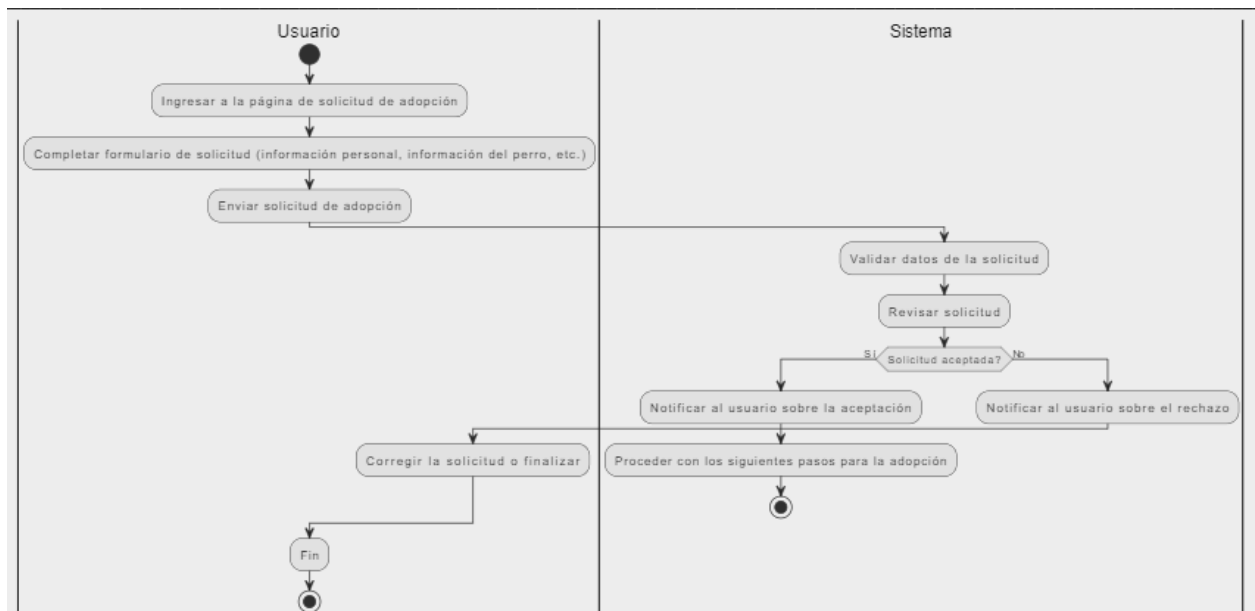 Usuario
Sistema
Ingresar a la página de solicitud de adopción
Completar formulario de solicitud (información personal, información del perro, etc.)
Enviar solicitud de adopción
Validar datos de la solicitud
Revisar solicitud
Sí
Solicitud aceptada?
No
Notificar al usuario sobre la aceptación
Notificar al usuario sobre el rechazo
Corregir la solicitud o finalizar
Proceder con los siguientes pasos para la adopción
Fin